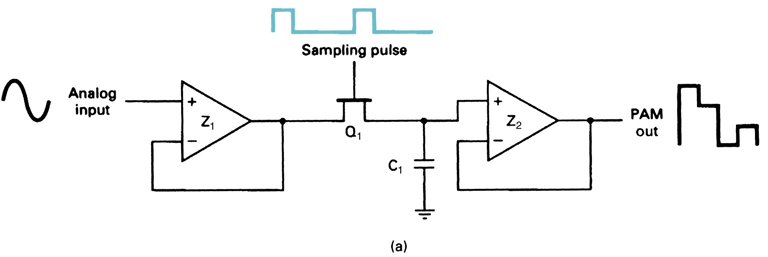 Sampling pulse
Analog
input
+
Z1
−
Q1
C1
+
Z2
−
PAM
out
(a)